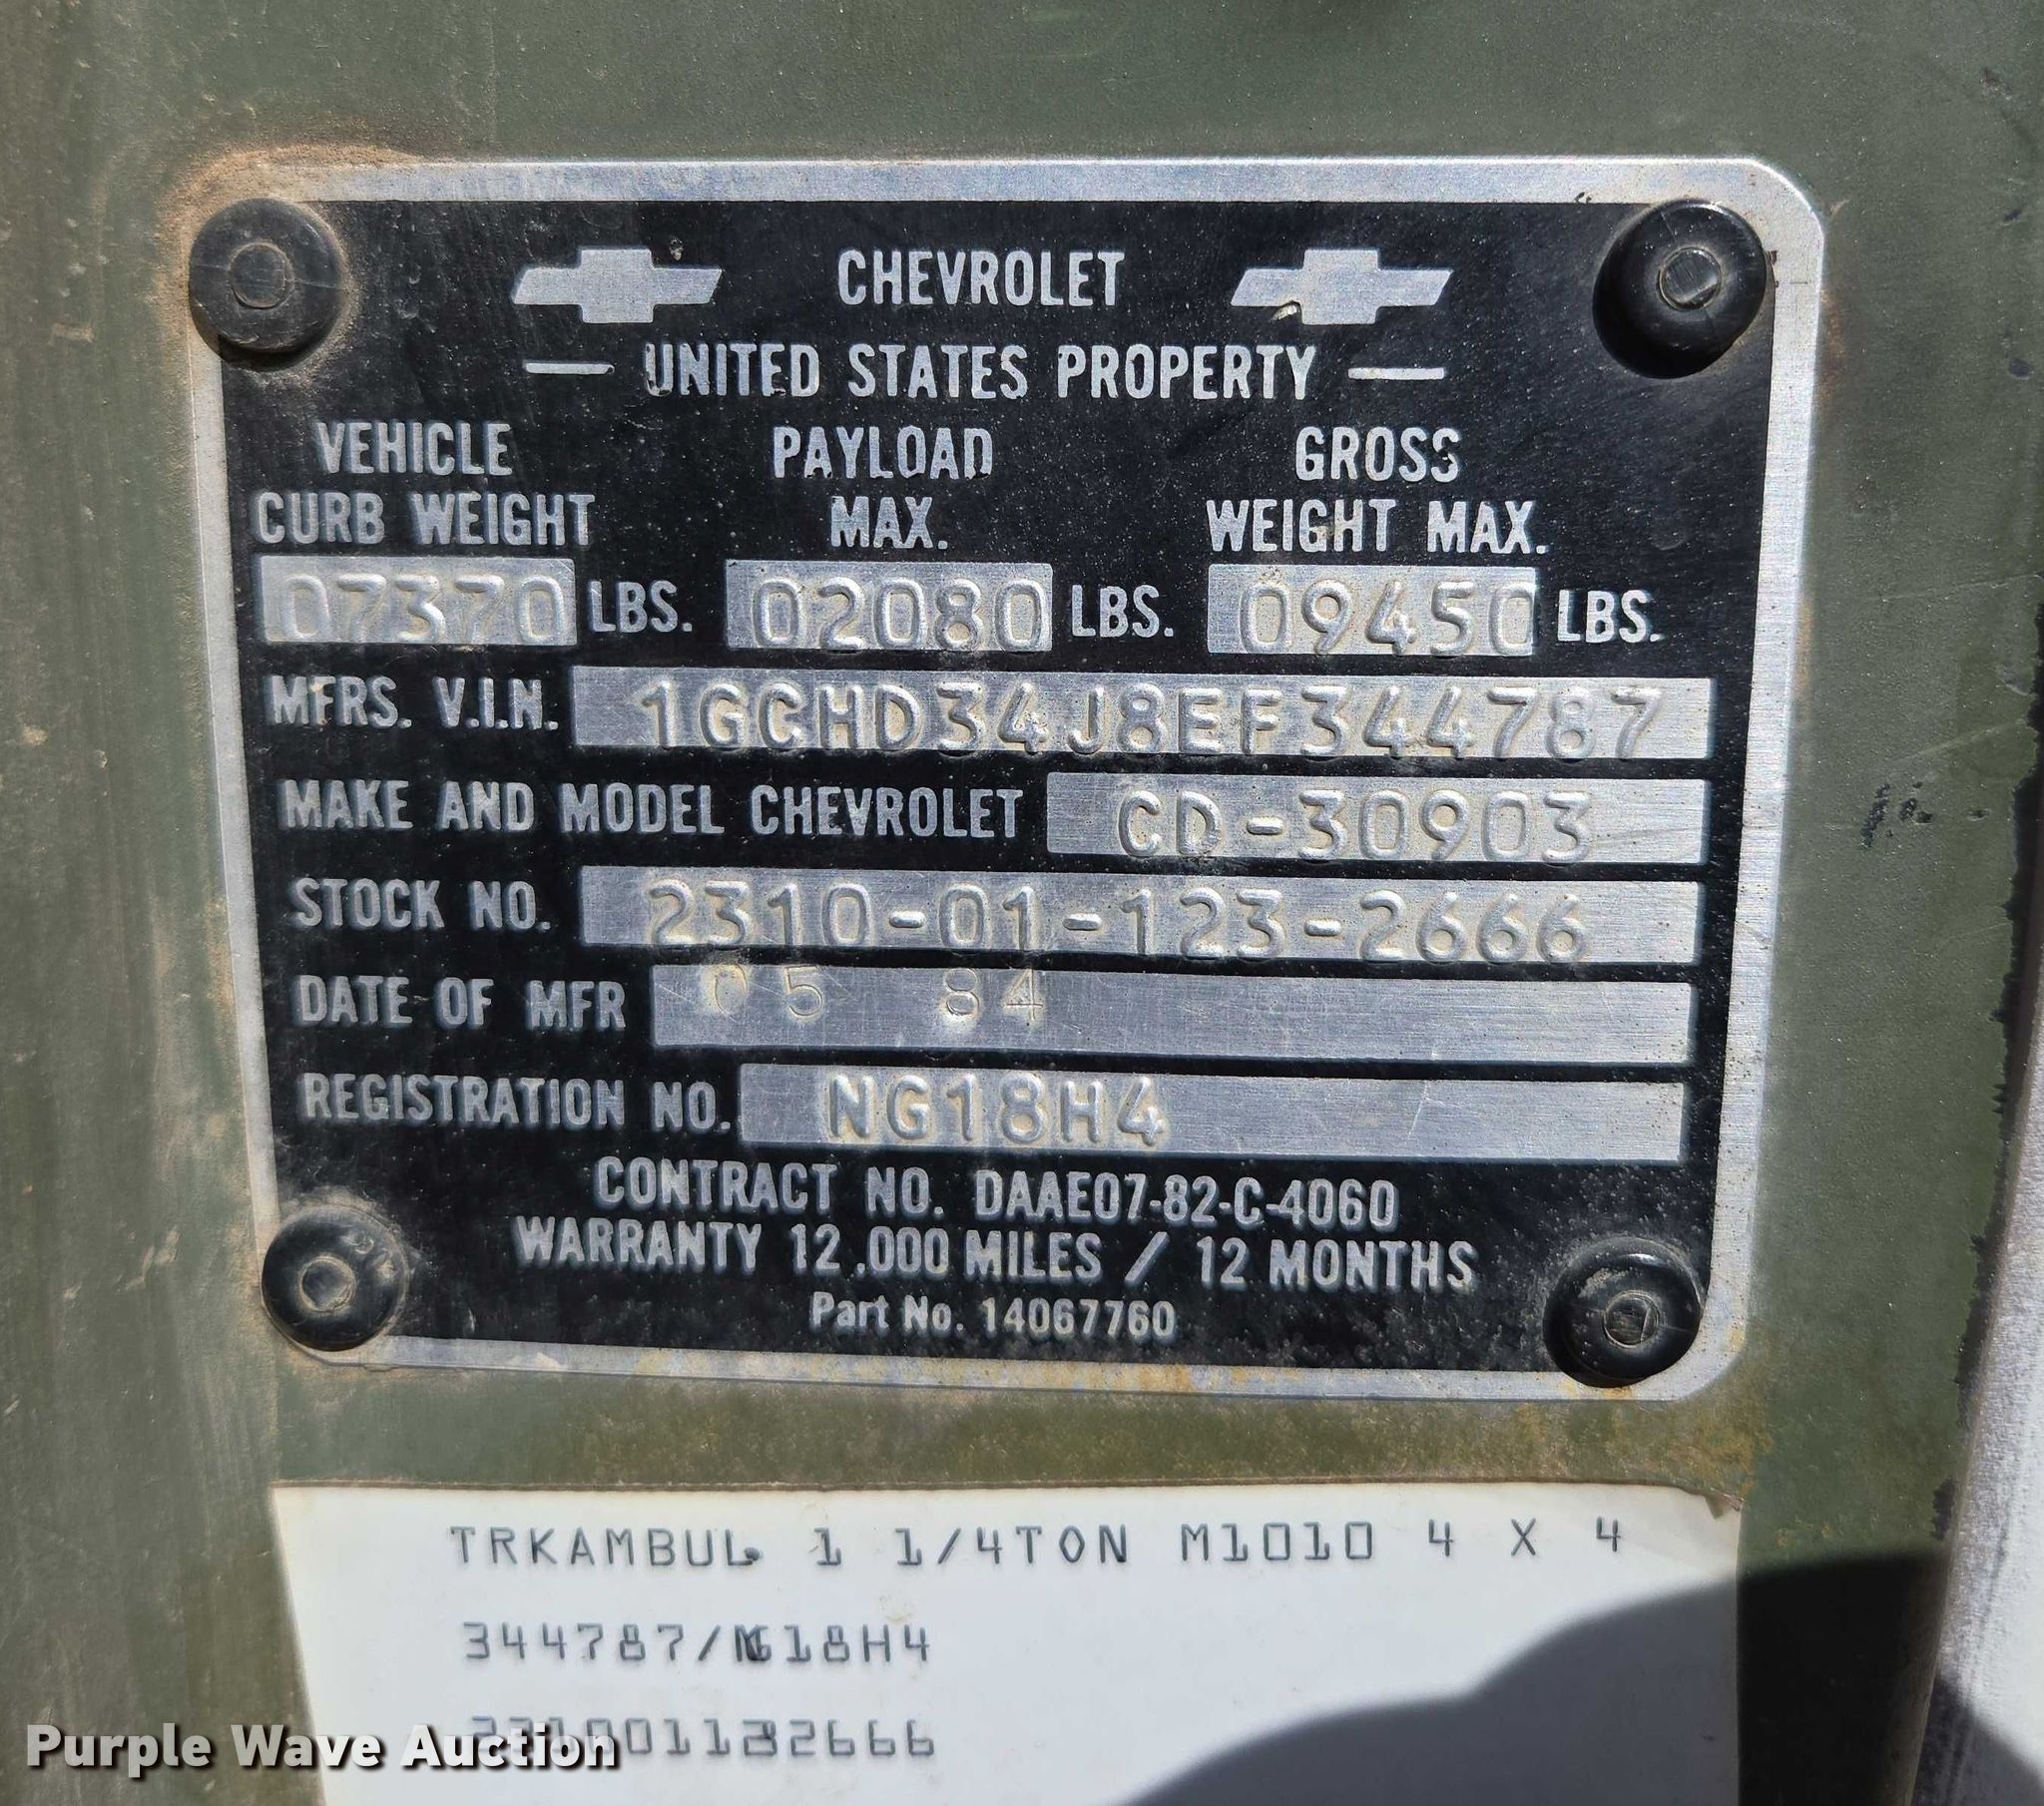 CHEVROLET
— UNITED STATES PROPERTY —
VEHICLE CURB WEIGHT 07370 LBS.
PAYLOAD MAX. 02080 LBS.
GROSS WEIGHT MAX. 09450 LBS.
MFRS. V.I.N. 1GCHD34J8EF344787
MAKE AND MODEL CHEVROLET CD-30903
STOCK NO. 2310-01-123-2666
DATE OF MFR 05 84
REGISTRATION NO. NG18H4
CONTRACT NO. DAAE07-82-C-4060
WARRANTY 12,000 MILES / 12 MONTHS
Part No. 14067760
TRKAMBUL 1 1/4TON M1010 4 X 4
344787/NG18H4
Purple Wave Auction